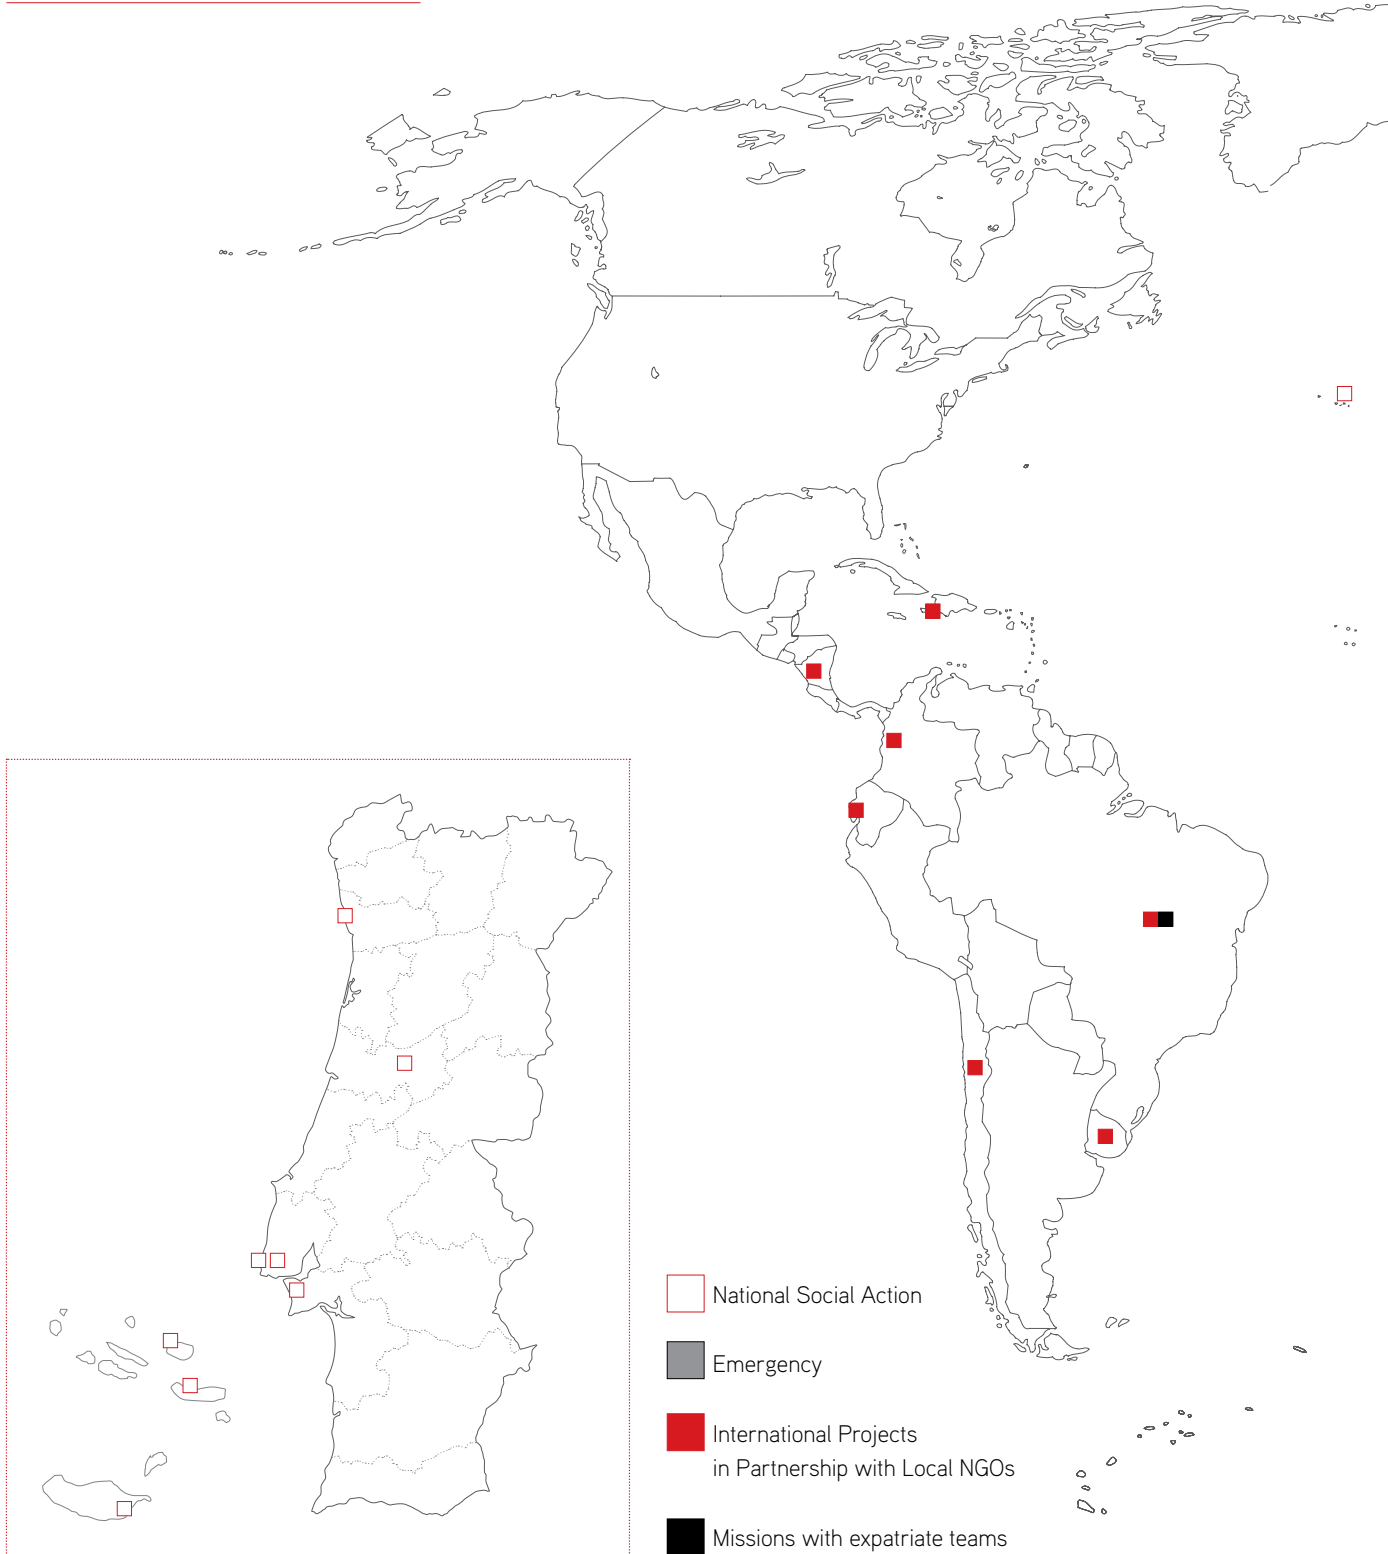 National Social Action
Emergency
International Projects
in Partnership with Local NGOs
Missions with expatriate teams